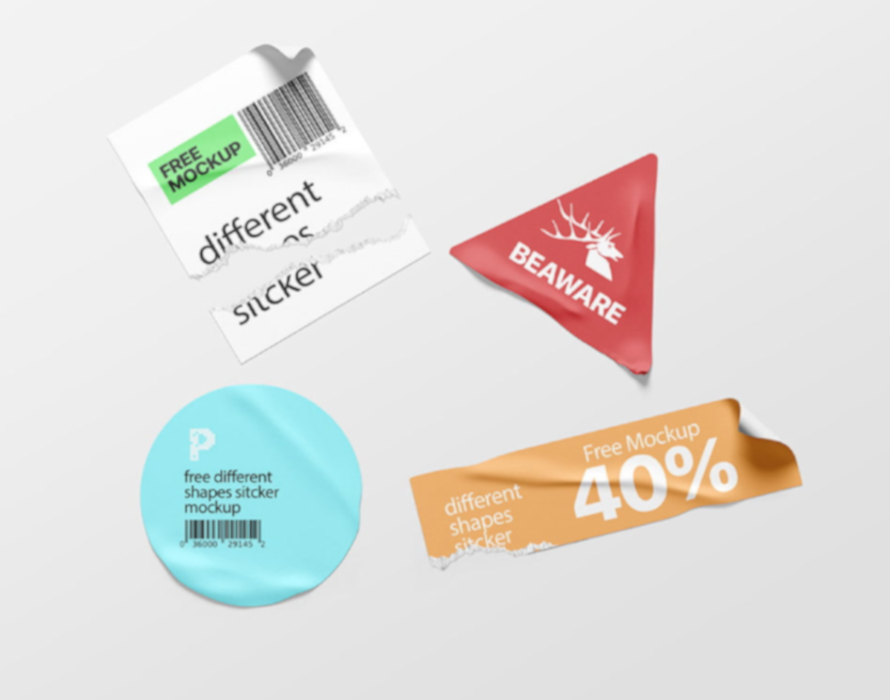 FREE
MOCKUP
0 36000 29145 2
different
sitcker
BEAWARE
P
free different
shapes sitcker
mockup
0 36000 29145 2
Free Mockup
40%
different
shapes
sitcker